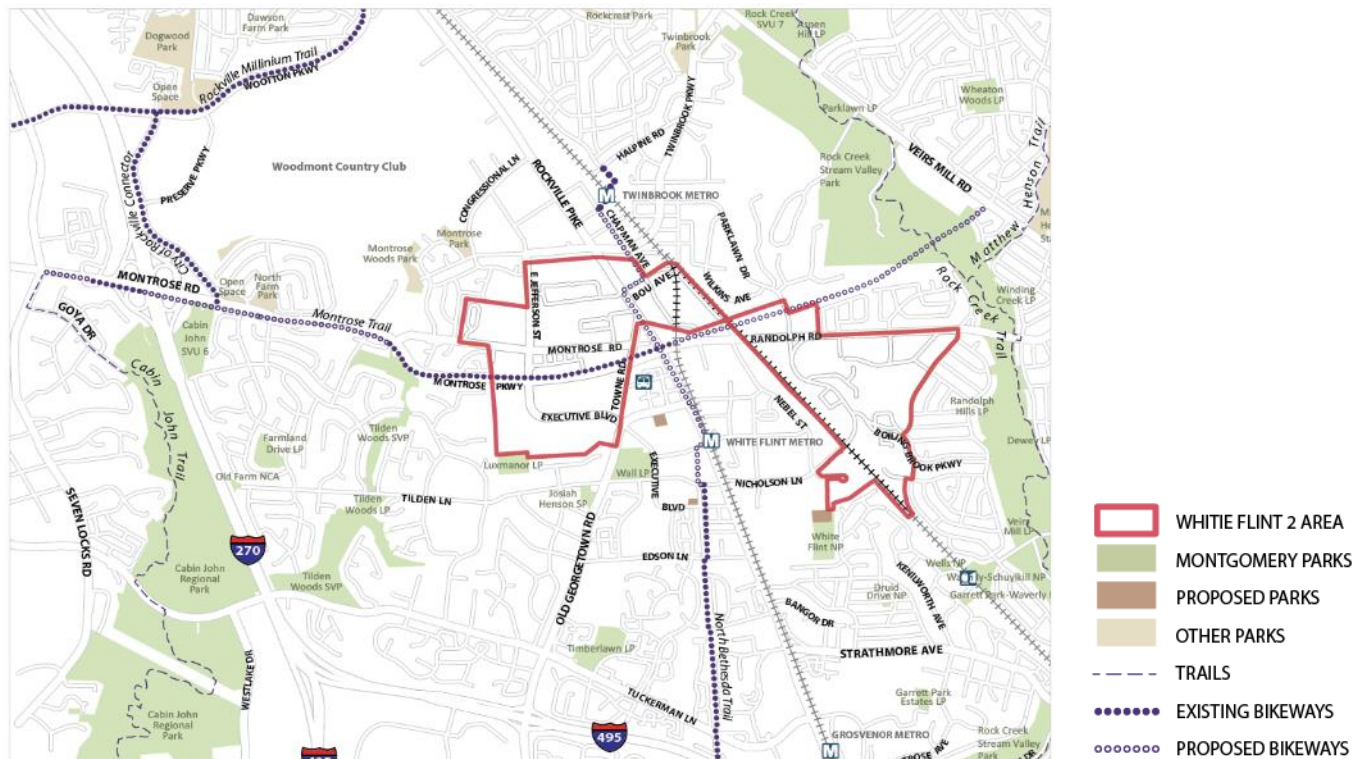 Dogwood
Park
Dawson
Farm Park
Rockville Millinium Trail
WOOTTON PKWY
Open
Space
City of Rockville Connector
PRESERVE PKWY
Woodmont Country Club
CONGRESSIONAL LN
ROCKVILLE PIKE
Rockcrest Park
Twinbrook
Park
HALPINE RD
TWINBROOK PKWY
M
TWINBROOK METRO
CHAPMAN AVE
PARKLAWN DR
Rock Creek
SVU 7
Aspen
Hill LP
Parklawn LP
Wheaton
Woods LP
VEIRS MILL RD
Rock Creek
Stream Valley
Park
Matthew Henson Trail
Rock Creek Trail
Winding
Creek LP
Montrose
Park
Montrose
Woods Park
North
Farm Park
Open
Space
MONTROSE RD
GOYA DR
Cabin
John
SVU 6
Montrose Trail
E JEFFERSON ST
BOU AVE
WILKINS AVE
MONTROSE RD
RANDOLPH RD
MONTROSE PKWY
TOWNE RD
EXECUTIVE BLVD
NEBEL ST
Randolph
Hills LP
BOILING BROOK PKWY
Dewey LP
Cabin John Trail
Tilden
Woods SVP
Farmland
Drive LP
Luxmanor LP
Wall LP
M
WHITE FLINT METRO
Old Farm NCA
TILDEN LN
Tilden
Woods LP
Josiah
Henson SP
EXECUTIVE
BLVD
NICHOLSON LN
SEVEN LOCKS RD
270
White
Flint NP
EDSON LN
OLD GEORGETOWN RD
Cabin John
Regional
Park
Tilden
Woods SVP
Wells NP
Druid
Drive NP
KENILWORTH AVE
Garrett Park-Waverly
BANGOR DR
STRATHMORE AVE
North Bethesda Trail
Timberlawn LP
WESTLAKE DR
TUCKERMAN LN
Garrett Park
Estates LP
Cabin John
Regional
Park
495
M
GROSVENOR METRO
Rock Creek
Stream Valley
Park
WHITIE FLINT 2 AREA
MONTGOMERY PARKS
PROPOSED PARKS
OTHER PARKS
TRAILS
EXISTING BIKEWAYS
PROPOSED BIKEWAYS